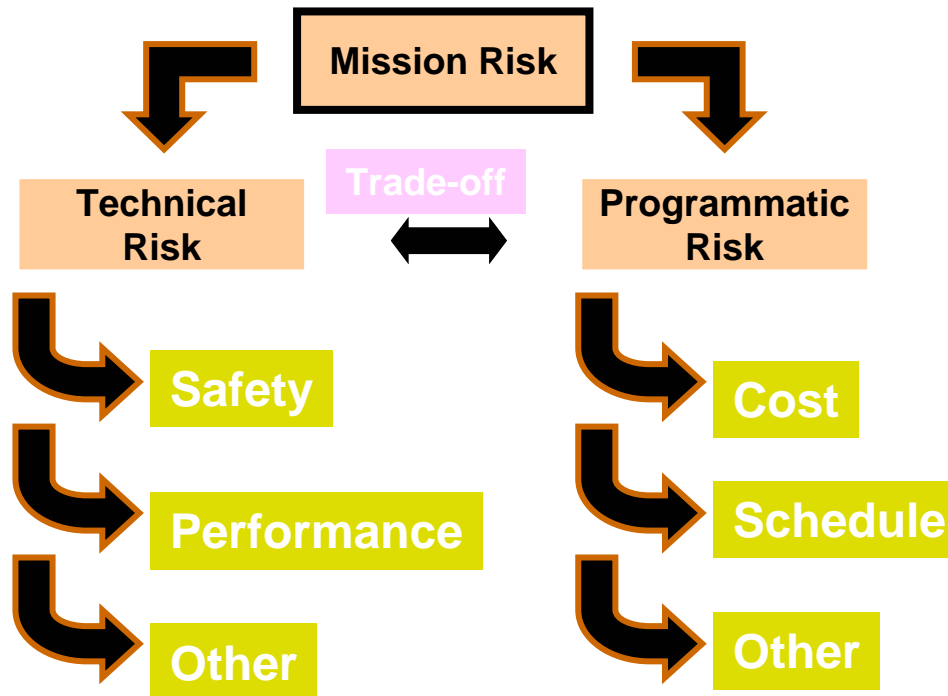 Mission Risk
Trade-off
Technical
Risk
Programmatic
Risk
Safety
Performance
Other
Cost
Schedule
Other